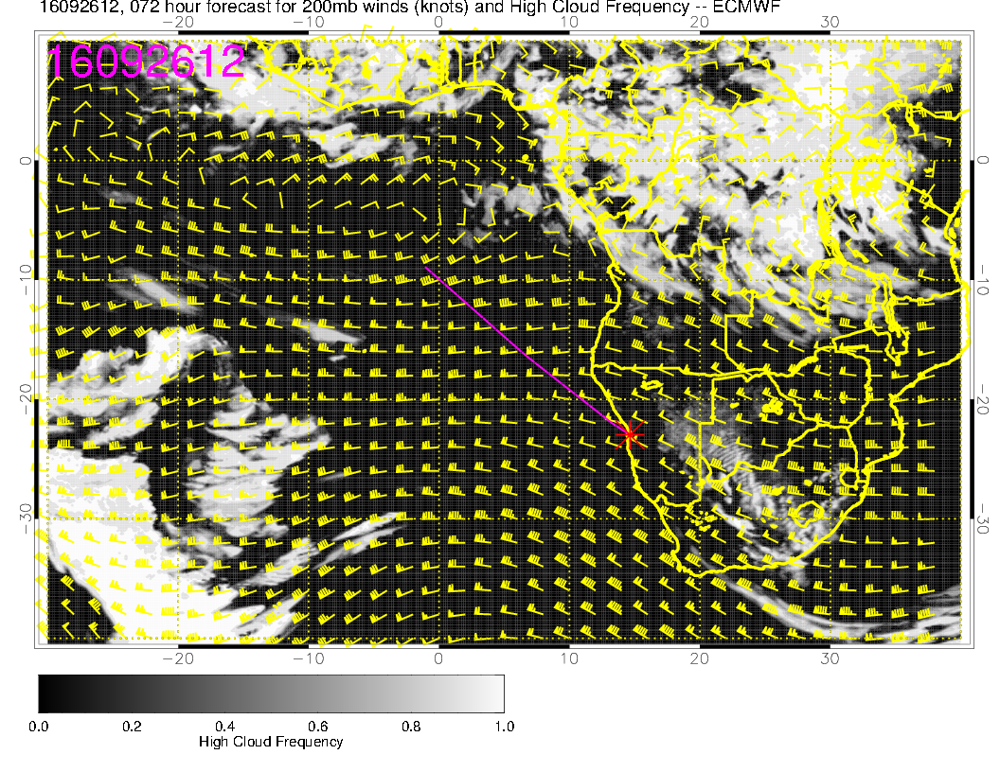 16092612, 072 hour forecast for 200mb winds (knots) and High Cloud Frequency -- ECMWF
−20 −10 0 10 20 30
16092612
0 0
−10 −10
−20 −20
−30 −30
−20 −10 0 10 20 30
0.0 0.2 0.4 0.6 0.8 1.0
High Cloud Frequency